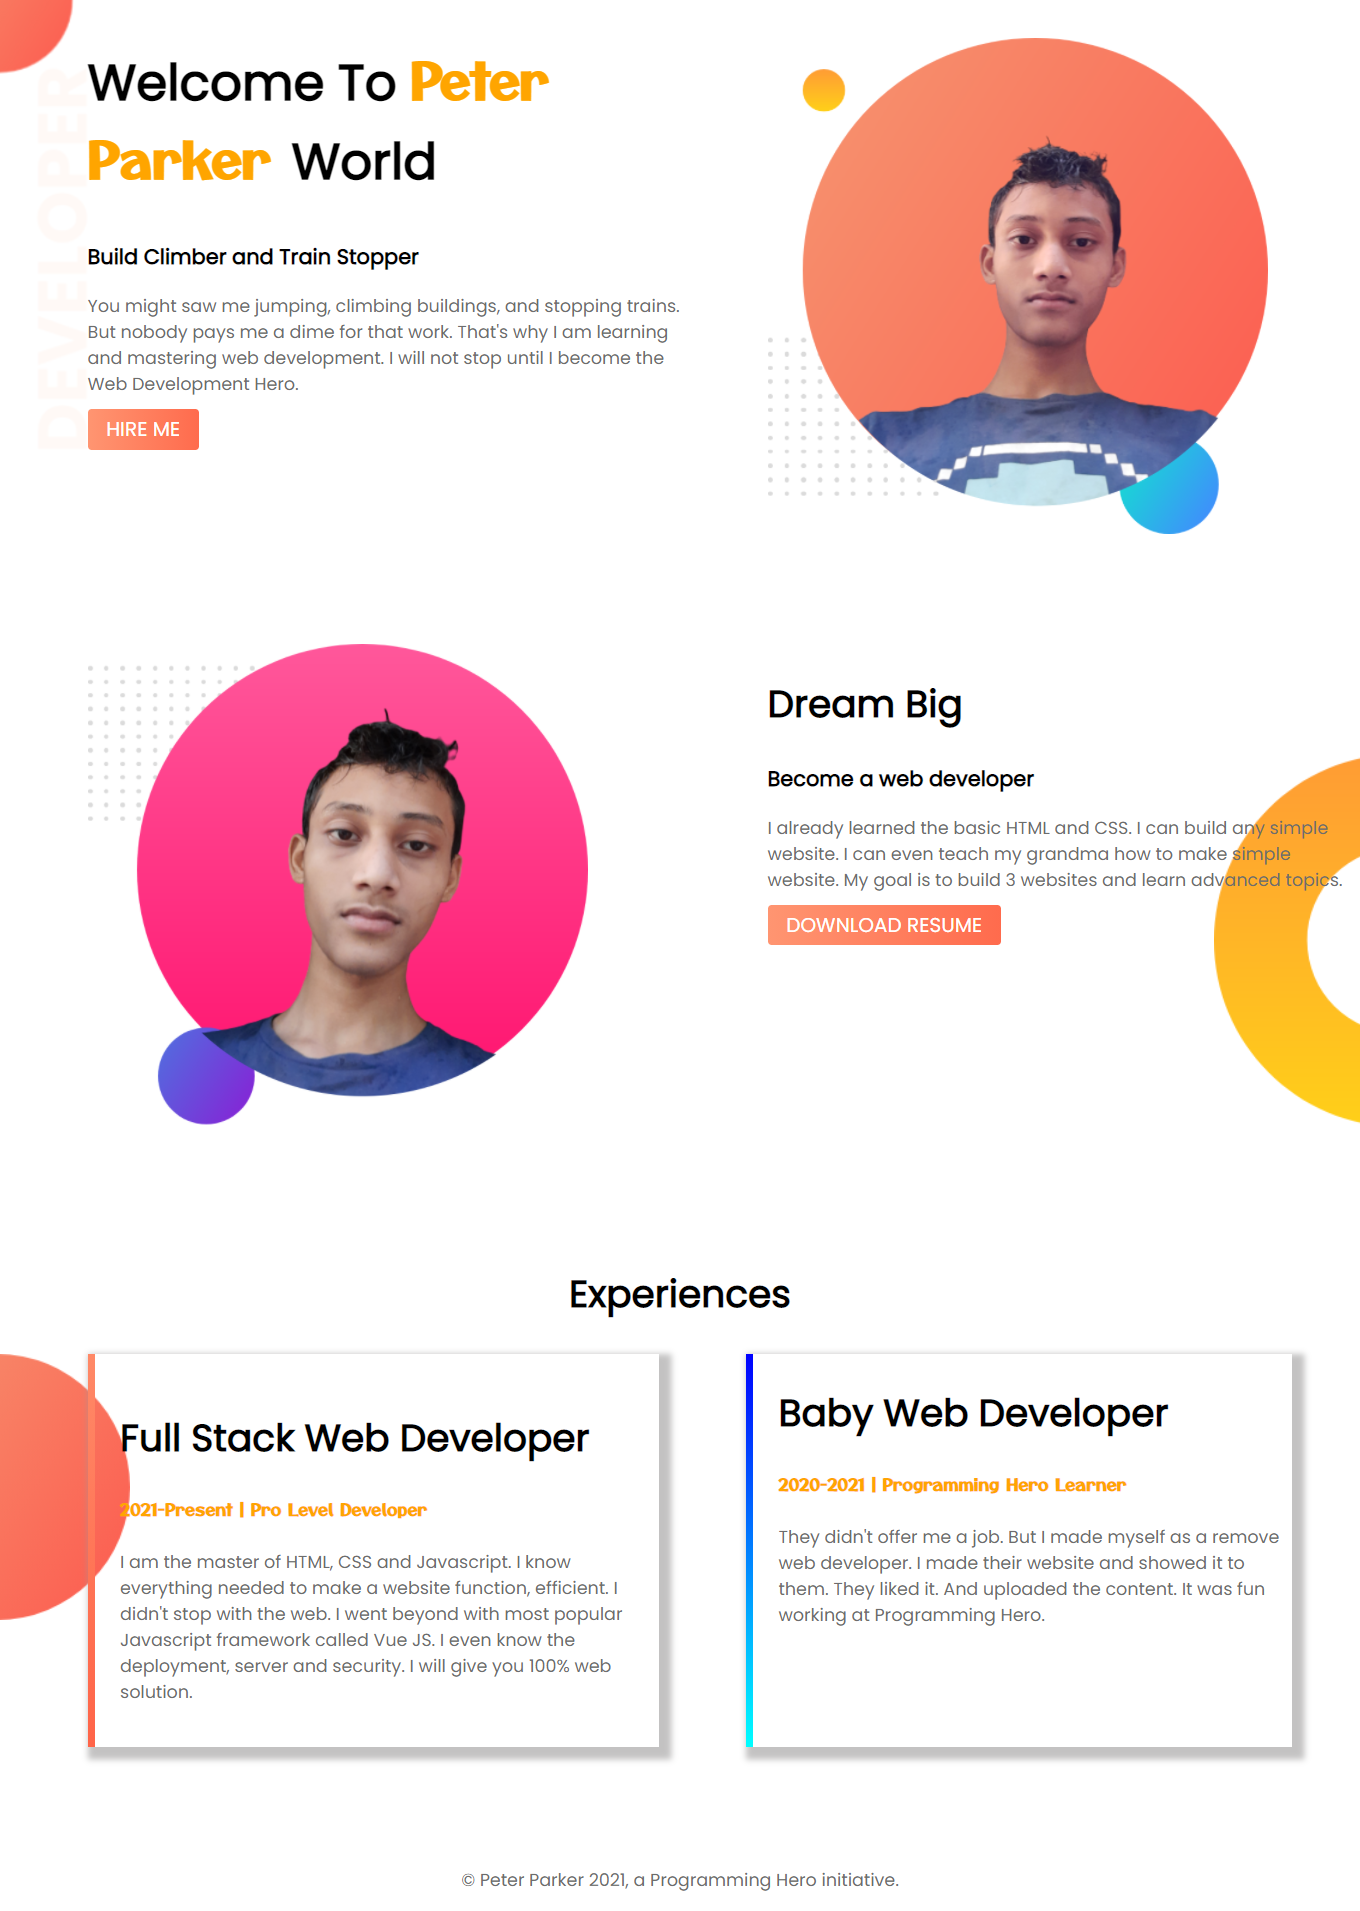 DEVELOPER
Welcome To Peter
Parker World
Build Climber and Train Stopper
You might saw me jumping, climbing buildings, and stopping trains.
But nobody pays me a dime for that work. That's why I am learning
and mastering web development. I will not stop until I become the
Web Development Hero.
HIRE ME
Dream Big
Become a web developer
I already learned the basic HTML and CSS. I can build any simple
website. I can even teach my grandma how to make simple
website. My goal is to build 3 websites and learn advanced topics.
DOWNLOAD RESUME
Experiences
Full Stack Web Developer
2021-Present | Pro Level Developer
I am the master of HTML, CSS and Javascript. I know
everything needed to make a website function, efficient. I
didn't stop with the web. I went beyond with most popular
Javascript framework called Vue JS. I even know the
deployment, server and security. I will give you 100% web
solution.
Baby Web Developer
2020-2021 | Programming Hero Learner
They didn't offer me a job. But I made myself as a remove
web developer. I made their website and showed it to
them. They liked it. And uploaded the content. It was fun
working at Programming Hero.
© Peter Parker 2021, a Programming Hero initiative.